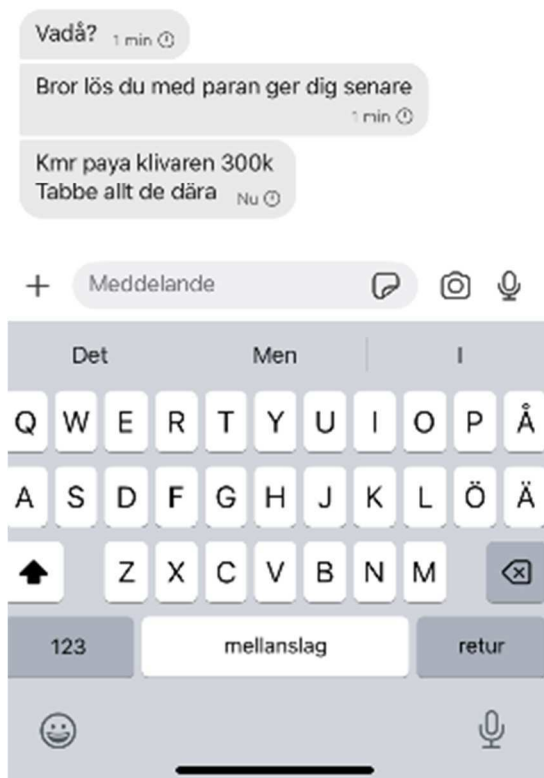 Vadå? 1 min
Bror lös du med paran ger dig senare
1 min
Kmr paya klivaren 300k
Tabbe allt de dära Nu
Meddelande
Det Men I
Q W E R T Y U I O P Å
A S D F G H J K L Ö Ä
Z X C V B N M
123 mellanslag retur